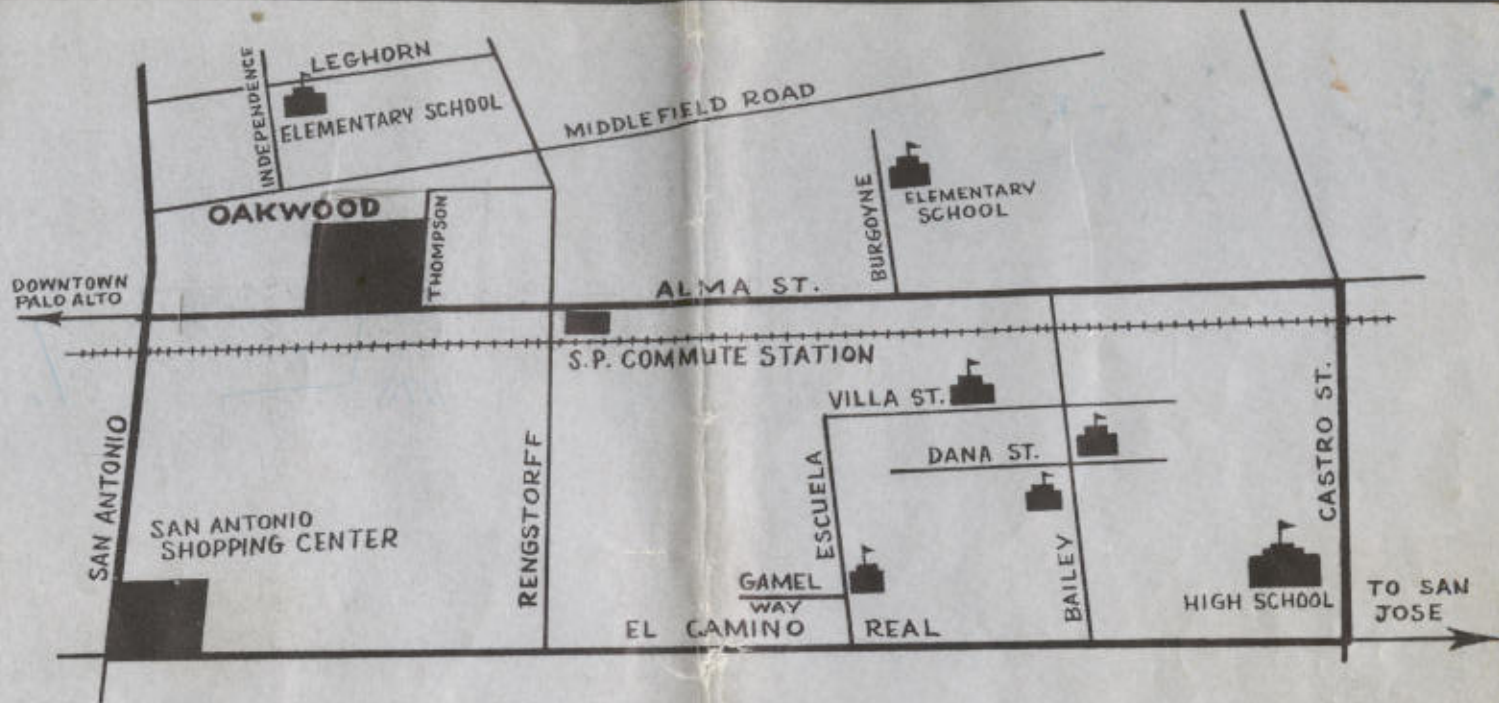 INDEPENDENCE
LEGHORN
ELEMENTARY SCHOOL
MIDDLEFIELD ROAD
OAKWOOD
THOMPSON
BURGOYNE
ELEMENTARY
SCHOOL
DOWNTOWN
PALO ALTO
ALMA ST.
S.P. COMMUTE STATION
VILLA ST.
DANA ST.
SAN ANTONIO
SAN ANTONIO
SHOPPING CENTER
RENGSTORFF
ESCUELA
BAILEY
CASTRO ST.
GAMEL
WAY
HIGH SCHOOL
TO SAN
JOSE
EL CAMINO REAL